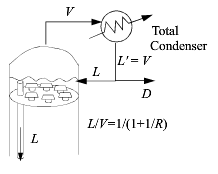 V
Total
Condenser
L' = V
L
D
L/V=1/(1+1/R)
L